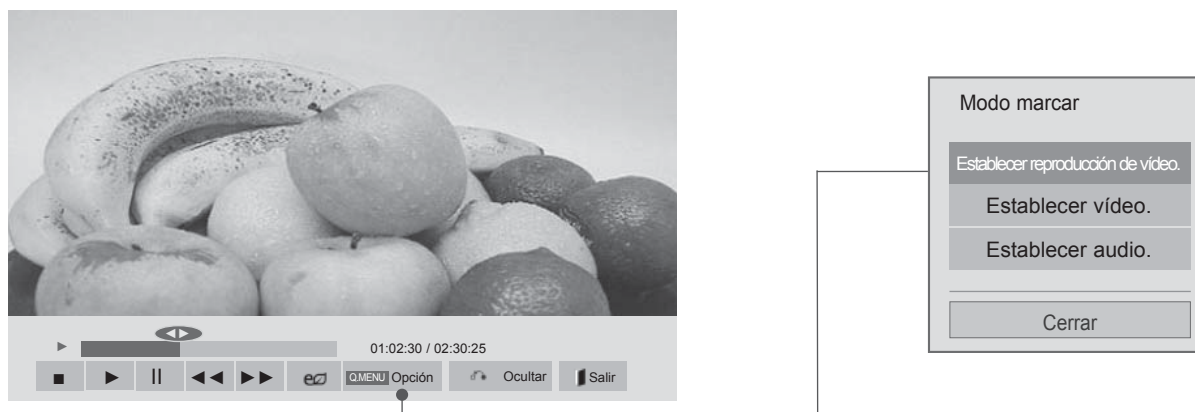 01:02:30 / 02:30:25
Q.MENU Opción Ocultar Salir
Modo marcar
Establecer reproducción de vídeo.
Establecer vídeo.
Establecer audio.
Cerrar